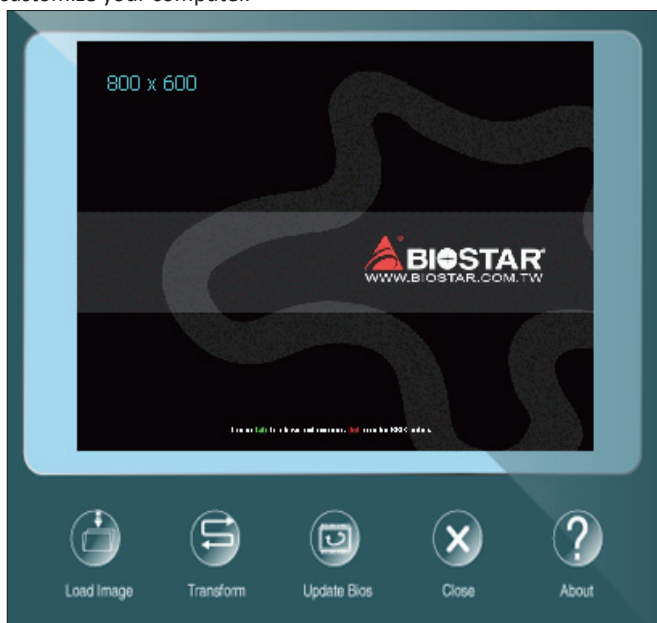 customize your computer.
800 x 600
BIOSTAR
WWW.BIOSTAR.COM.TW
Load Image
Transform
Update Bios
Close
About